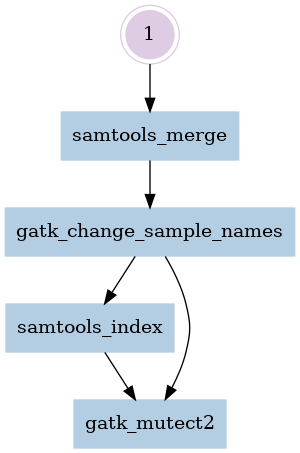 1
samtools_merge
gatk_change_sample_names
samtools_index
gatk_mutect2